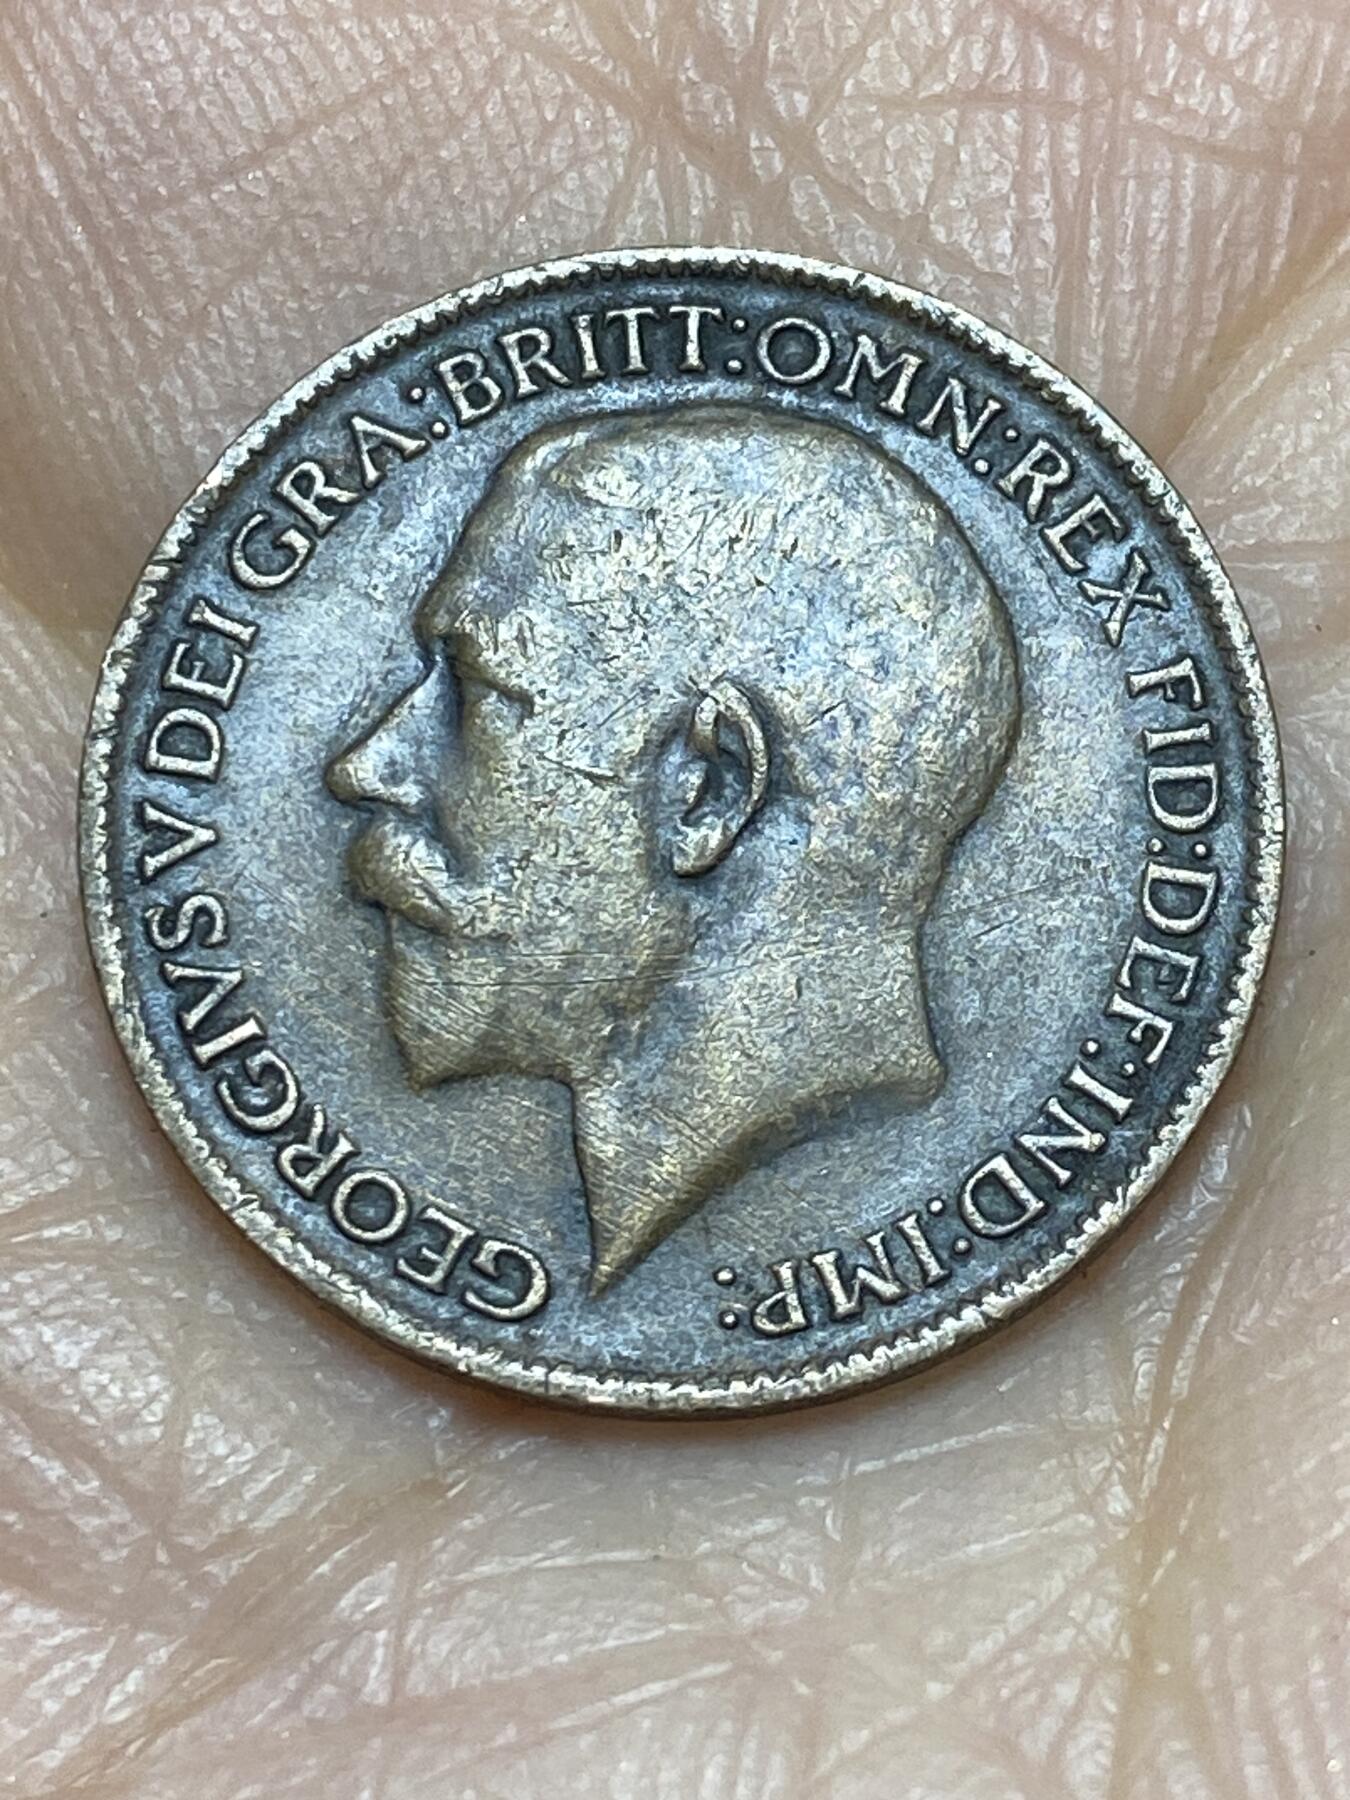 GEORGIVS V DEI GRA: BRITT: OMN: REX FID: DEF: IND: IMP: